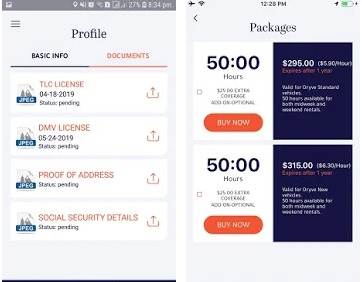 27% 8:34 pm
Profile
BASIC INFO
DOCUMENTS
TLC LICENSE
04-18-2019
Status: pending
JPEG
DMV LICENSE
05-24-2019
Status: pending
JPEG
PROOF OF ADDRESS
Status: pending
JPEG
SOCIAL SECURITY DETAILS
Status: pending
JPEG
12:26 PM
Packages
50:00
Hours
$25.00 EXTRA
COVERAGE
ADD-ON-OPTIONAL
BUY NOW
$295.00 ($5.90/Hour)
Expires after 1 year
Valid for Dryve Standard
vehicles.
50 hours available for
both midweek and
weekend rentals.
50:00
Hours
$25.00 EXTRA
COVERAGE
ADD-ON-OPTIONAL
BUY NOW
$315.00 ($6.30/Hour)
Expires after 1 year
Valid for Dryve New
vehicles.
50 hours available for
both midweek and
weekend rentals.